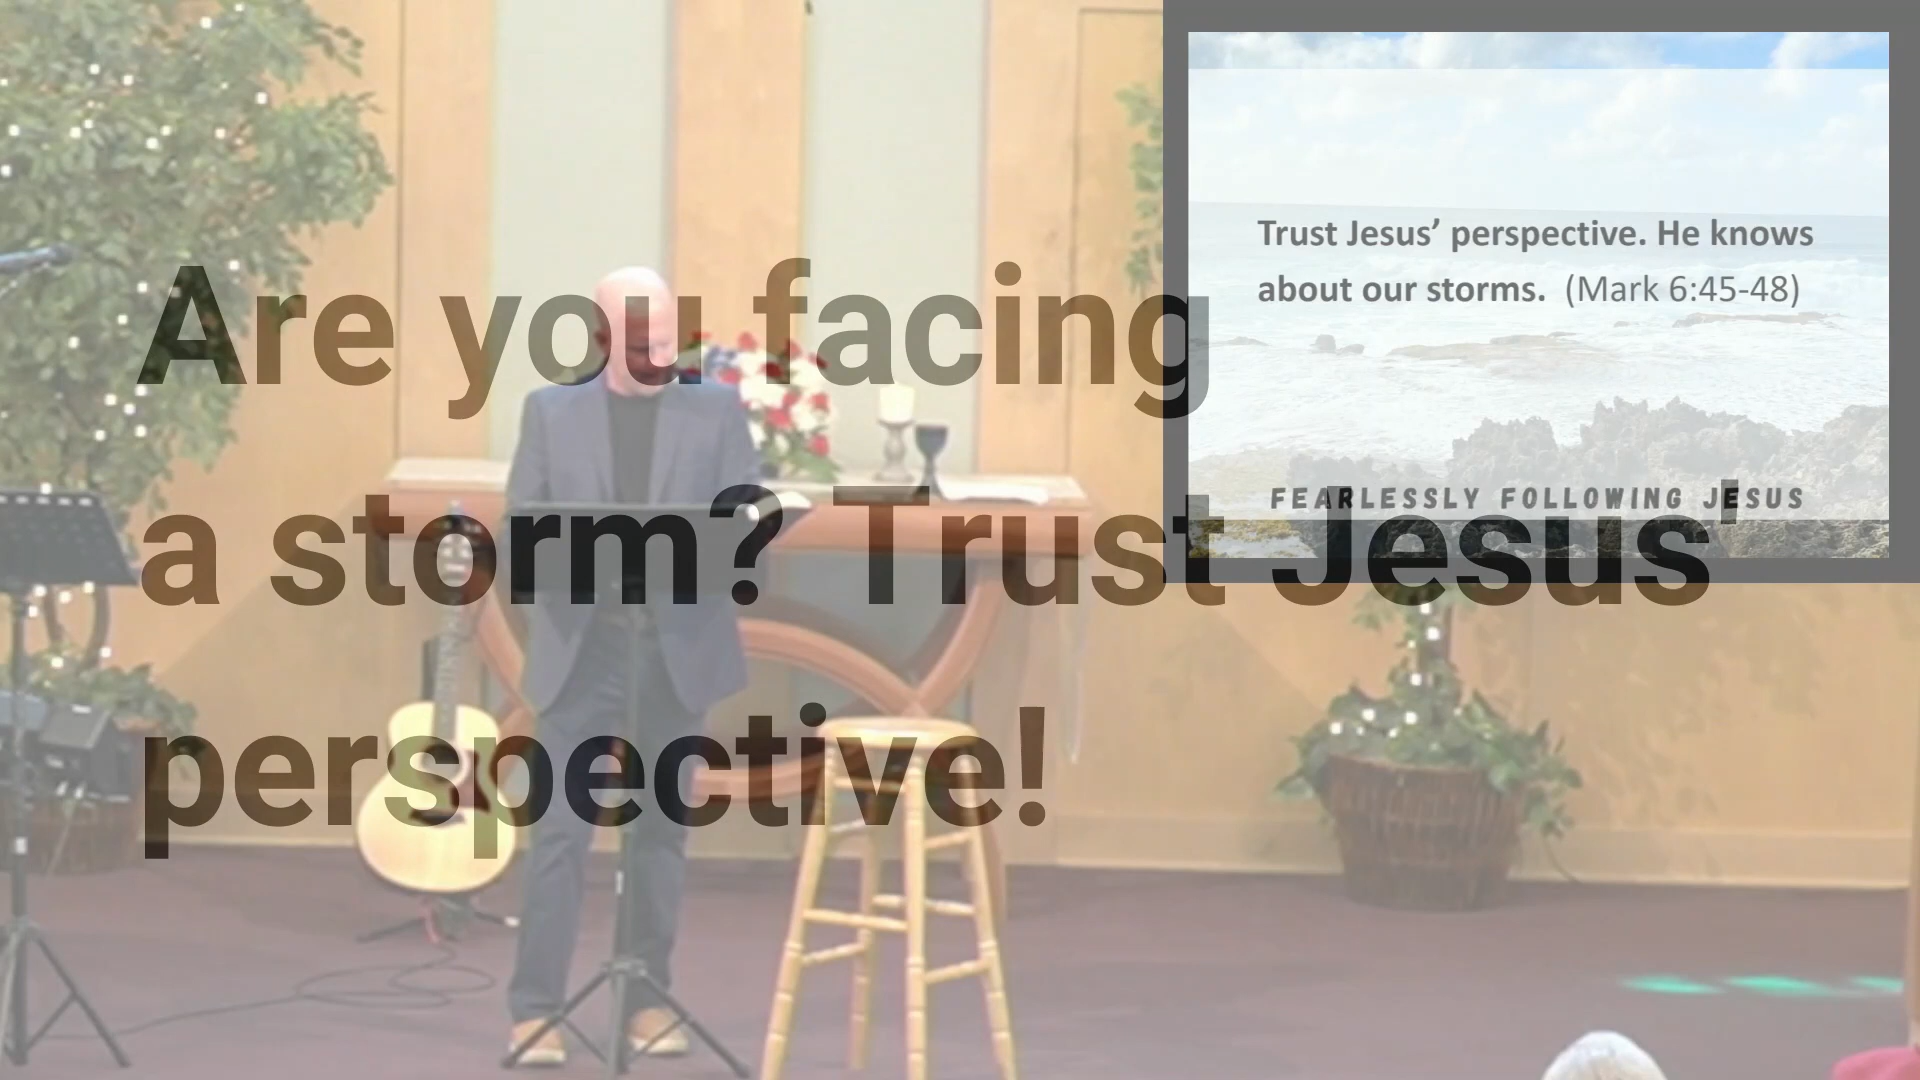 Are you facing
a storm? Trust Jesus'
perspective!
Trust Jesus’ perspective. He knows
about our storms. (Mark 6:45-48)
FEARLESSLY FOLLOWING JESUS